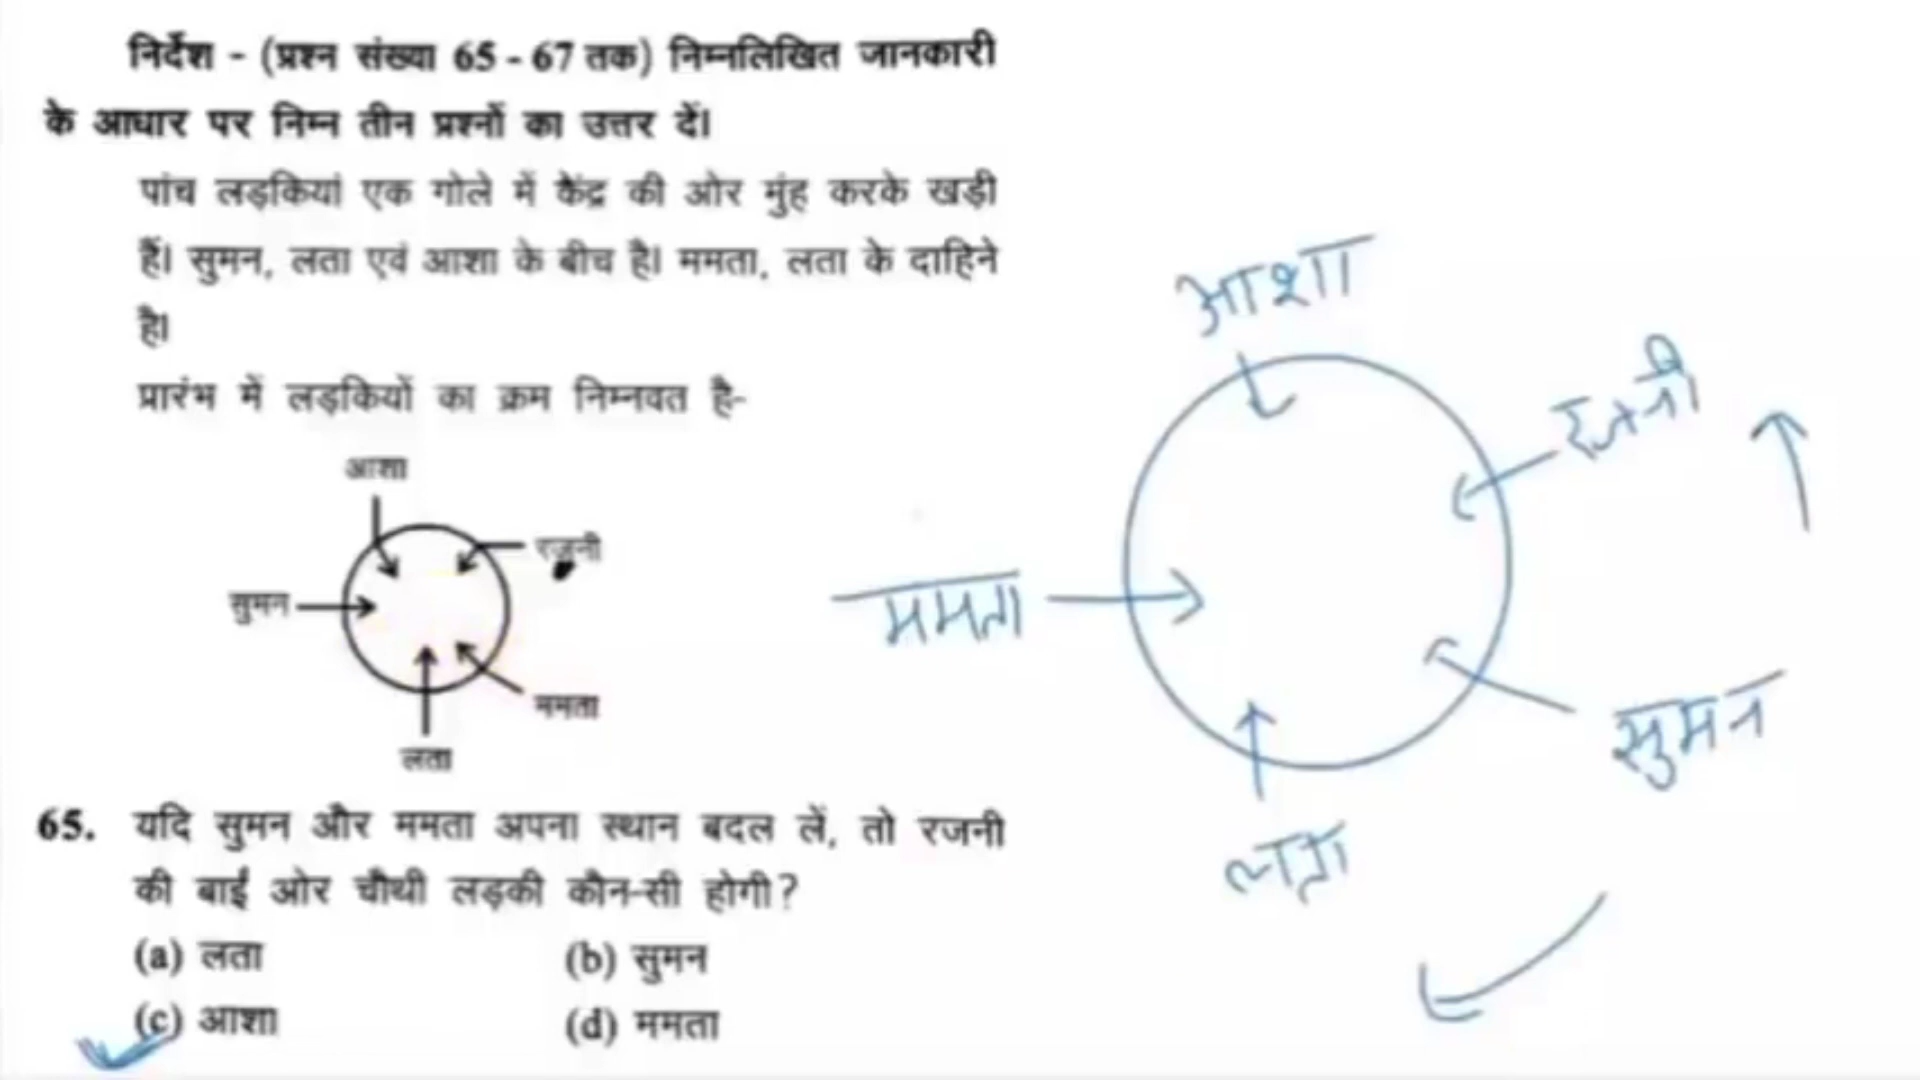 निर्देश - (प्रश्न संख्या 65 - 67 तक) निम्नलिखित जानकारी
के आधार पर निम्न तीन प्रश्नों का उत्तर दें।
पांच लड़कियां एक गोले में केंद्र की ओर मुंह करके खड़ी
हैं। सुमन, लता एवं आशा के बीच है। ममता, लता के दाहिने
है।
प्रारंभ में लड़कियों का क्रम निम्नवत है-
आशा
रजनी
सुमन
ममता
लता
आशा
रजनी
ममता
सुमन
लता
65. यदि सुमन और ममता अपना स्थान बदल लें, तो रजनी
की बाईं ओर चौथी लड़की कौन-सी होगी?
(a) लता (b) सुमन
(c) आशा (d) ममता